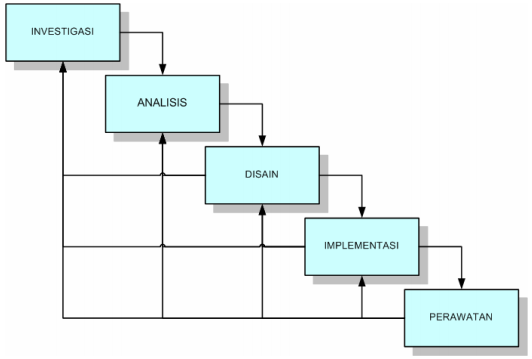 INVESTIGASI
ANALISIS
DISAIN
IMPLEMENTASI
PERAWATAN